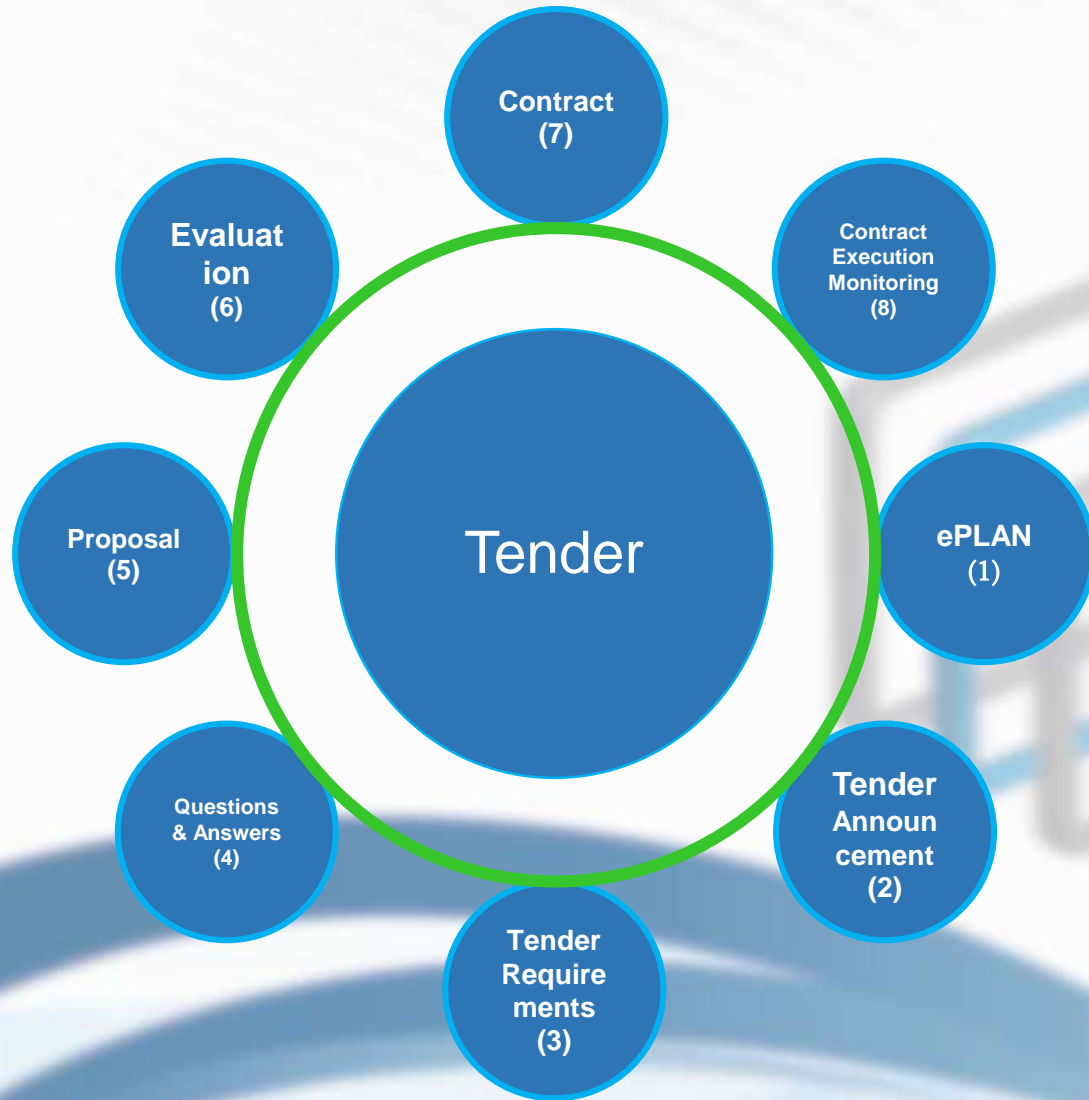 Contract
(7)
Evaluat
ion
(6)
Contract
Execution
Monitoring
(8)
Proposal
(5)
Tender
ePLAN
(1)
Questions
& Answers
(4)
Tender
Announ
cement
(2)
Tender
Require
ments
(3)